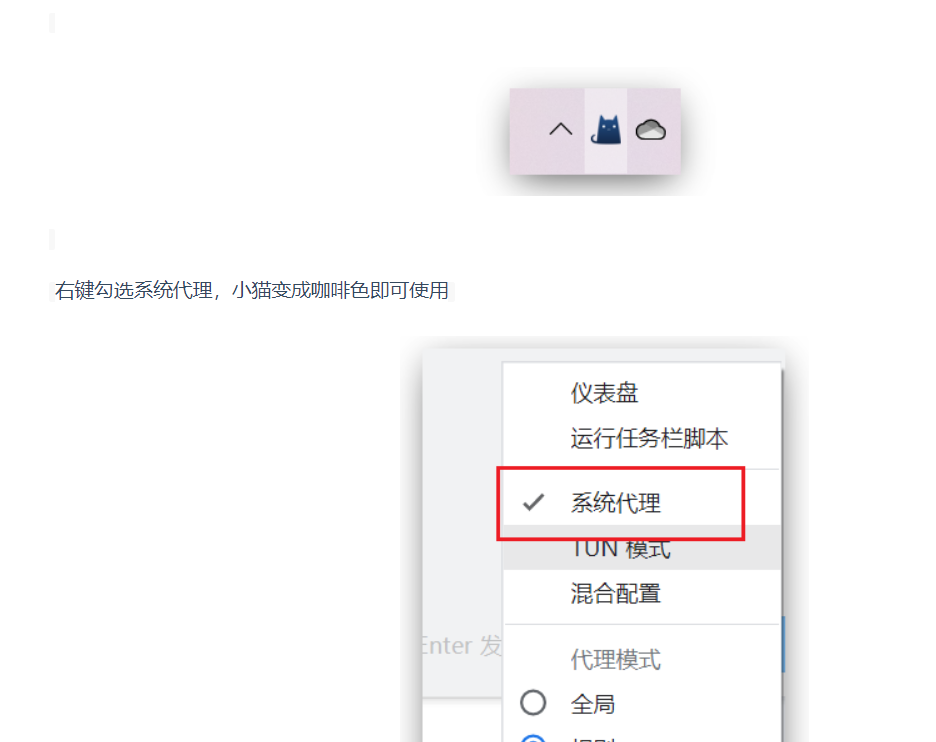 右键勾选系统代理，小猫变成咖啡色即可使用
仪表盘
运行任务栏脚本
系统代理
TUN 模式
混合配置
Enter 发
代理模式
全局